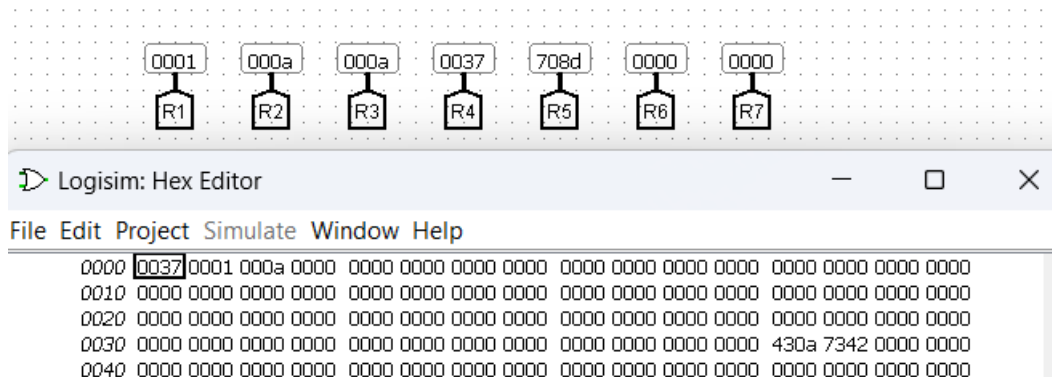 0001 000a 000a 0037 708d 0000 0000
R1 R2 R3 R4 R5 R6 R7
Logisim: Hex Editor
File Edit Project Simulate Window Help
0000 0037 0001 000a 0000 0000 0000 0000 0000 0000 0000 0000 0000 0000 0000 0000 0000
0010 0000 0000 0000 0000 0000 0000 0000 0000 0000 0000 0000 0000 0000 0000 0000 0000
0020 0000 0000 0000 0000 0000 0000 0000 0000 0000 0000 0000 0000 0000 0000 0000 0000
0030 0000 0000 0000 0000 0000 0000 0000 0000 0000 0000 0000 0000 430a 7342 0000 0000
0040 0000 0000 0000 0000 0000 0000 0000 0000 0000 0000 0000 0000 0000 0000 0000 0000